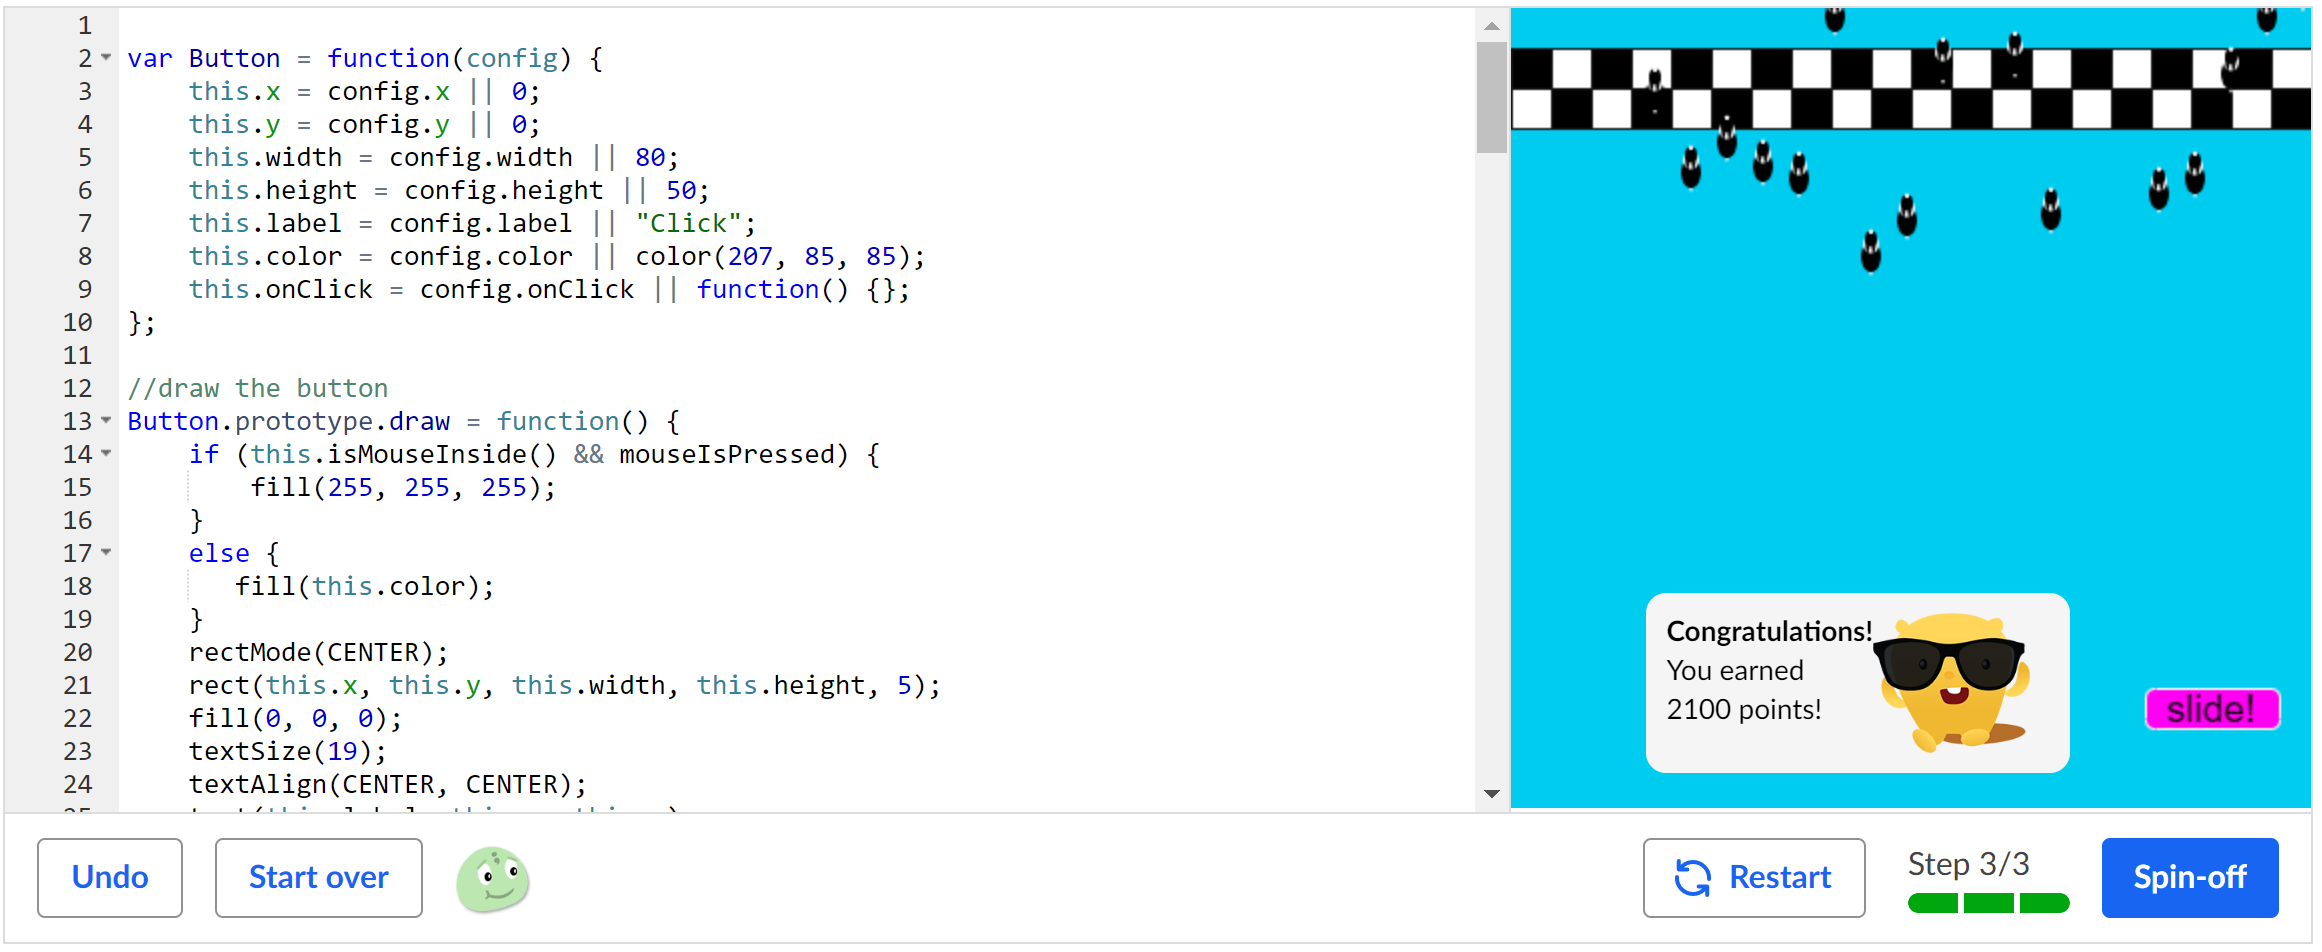 1
2 var Button = function(config) {
3     this.x = config.x || 0;
4     this.y = config.y || 0;
5     this.width = config.width || 80;
6     this.height = config.height || 50;
7     this.label = config.label || "Click";
8     this.color = config.color || color(207, 85, 85);
9     this.onClick = config.onClick || function() {};
10 };
11
12 //draw the button
13 Button.prototype.draw = function() {
14     if (this.isMouseInside() && mouseIsPressed) {
15         fill(255, 255, 255);
16     }
17     else {
18        fill(this.color);
19     }
20     rectMode(CENTER);
21     rect(this.x, this.y, this.width, this.height, 5);
22     fill(0, 0, 0);
23     textSize(19);
24     textAlign(CENTER, CENTER);
Congratulations!
You earned
2100 points!
slide!
Undo
Start over
Restart
Step 3/3
Spin-off